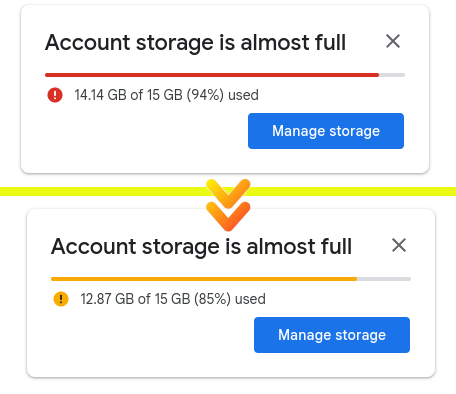 Account storage is almost full
14.14 GB of 15 GB (94%) used
Manage storage
Account storage is almost full
12.87 GB of 15 GB (85%) used
Manage storage